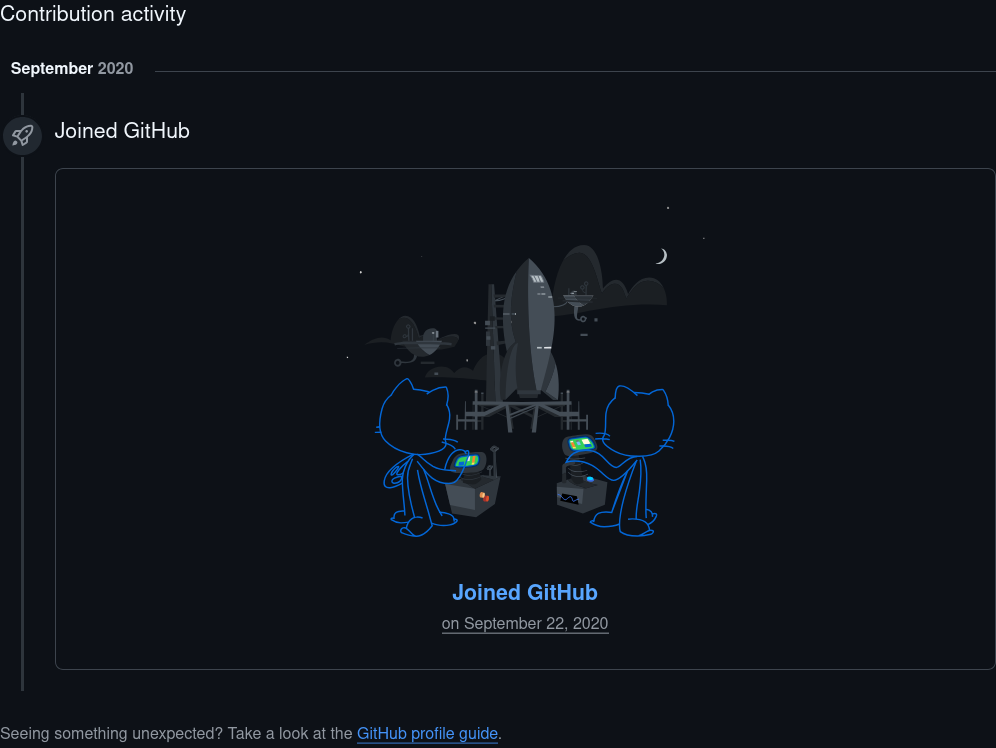 Contribution activity
September 2020
Joined GitHub
Joined GitHub
on September 22, 2020
Seeing something unexpected? Take a look at the GitHub profile guide.